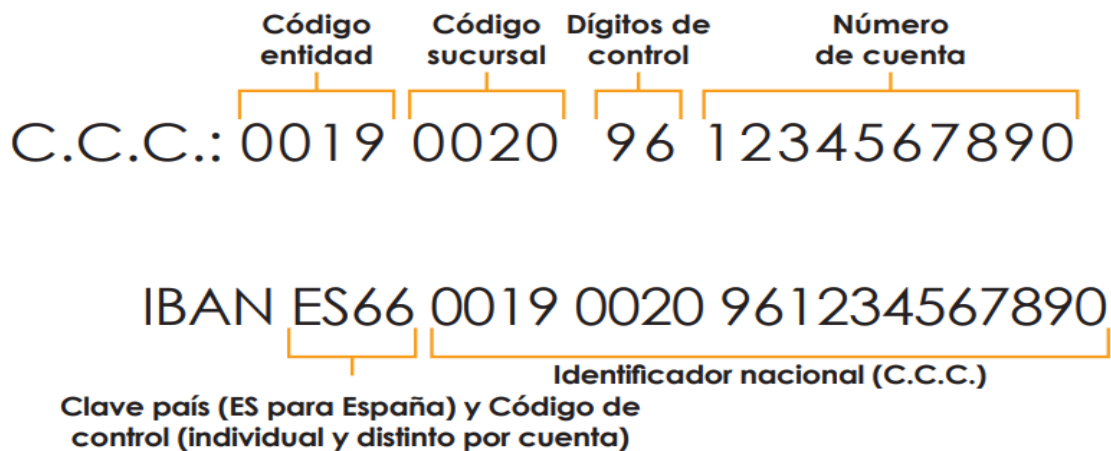 Código Código Dígitos de Número
entidad sucursal control de cuenta
C.C.C.: 0019 0020 96 1234567890
IBAN ES66 0019 0020 961234567890
Identificador nacional (C.C.C.)
Clave país (ES para España) y Código de
control (individual y distinto por cuenta)